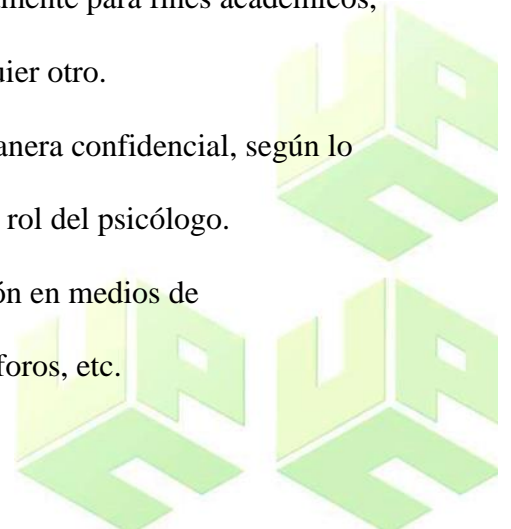 mente para fines académicos,
uier otro.
anera confidencial, según lo
rol del psicólogo.
ón en medios de
foros, etc.